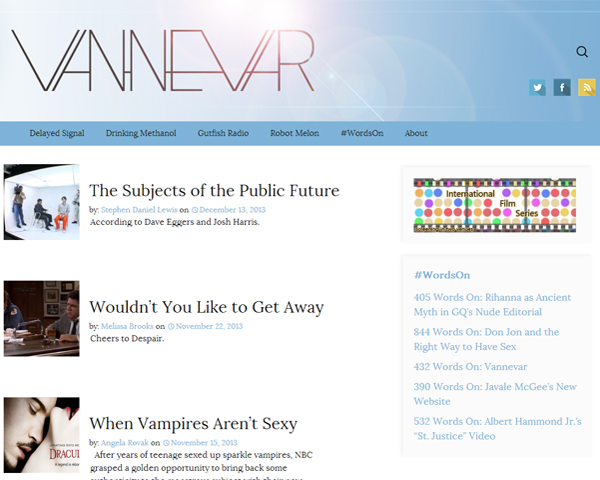 VANNEVAR
Delayed Signal Drinking Methanol Gutfish Radio Robot Melon #WordsOn About
The Subjects of the Public Future
by: Stephen Daniel Lewis on December 13, 2013
According to Dave Eggers and Josh Harris.
Wouldn't You Like to Get Away
by: Melissa Brooks on November 22, 2013
Cheers to Despair.
DRACUL
When Vampires Aren't Sexy
by: Angela Rovak on November 15, 2013
After years of teenage sexed up sparkle vampires, NBC
grasped a golden opportunity to bring back some
International
Film
Series
#WordsOn
405 Words On: Rihanna as Ancient
Myth in GQ's Nude Editorial
844 Words On: Don Jon and the
Right Way to Have Sex
432 Words On: Vannevar
390 Words On: Javale McGee's New
Website
532 Words On: Albert Hammond Jr.'s
"St. Justice" Video